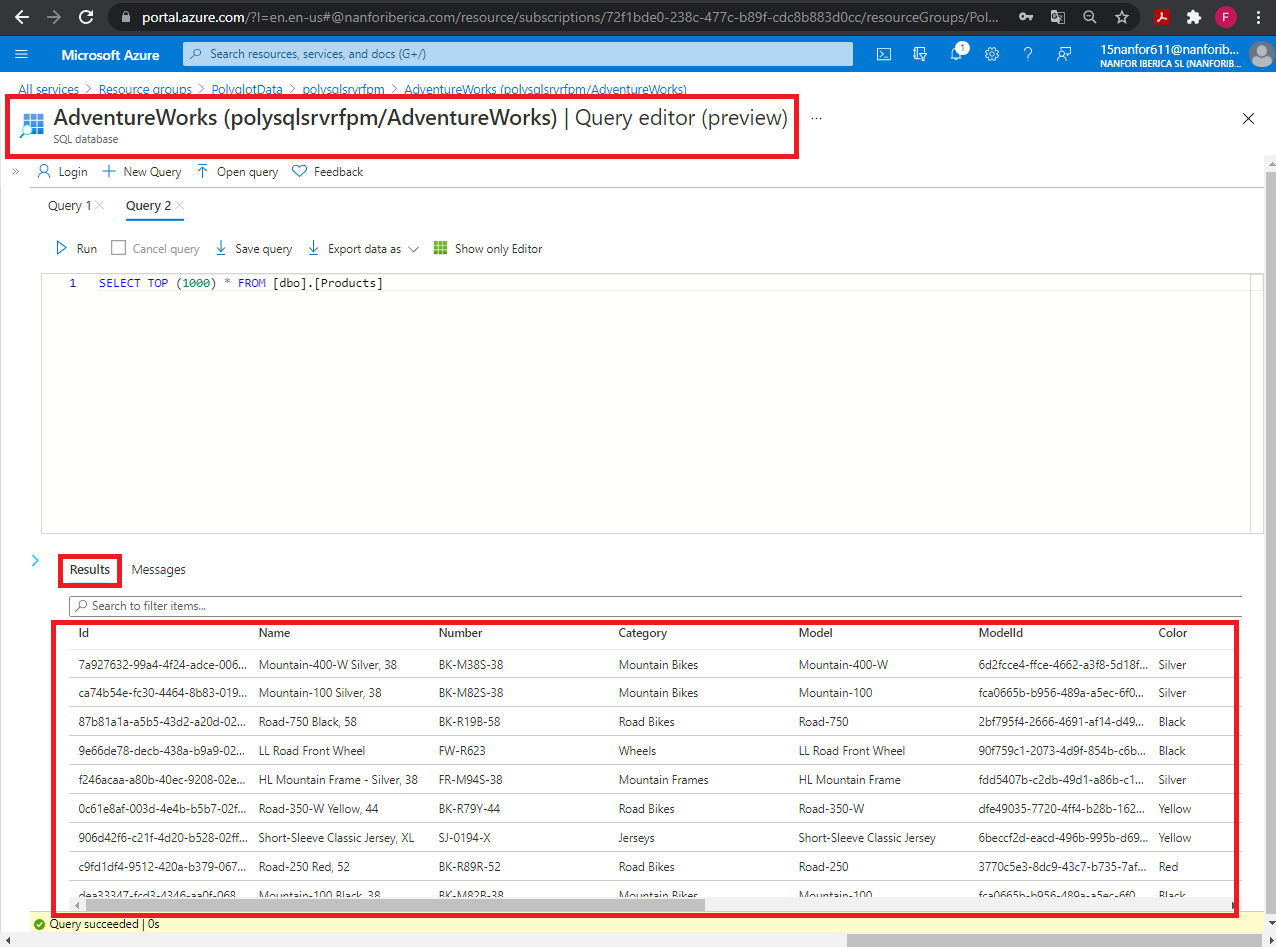 portal.azure.com/?l=en.en-us#@nanforiberica.com/resource/subscriptions/72f1bde0-238c-477c-b89f-cdc8b883d0cc/resourceGroups/Pol...
F
Microsoft Azure
Search resources, services, and docs (G+/)
1
15nanfor611@nanforib...
NANFOR IBERICA SL (NANFORIB...
All services > Resource groups > PolyglotData > polysqlsrvrfpm > AdventureWorks (polysqlsrvrfpm/AdventureWorks)
AdventureWorks (polysqlsrvrfpm/AdventureWorks) | Query editor (preview) ...
SQL database
» Login New Query Open query Feedback
Query 1 Query 2
Run Cancel query Save query Export data as Show only Editor
1 SELECT TOP (1000) * FROM [dbo].[Products]
Results Messages
Search to filter items...
Id Name Number Category Model ModelId Color
7a927632-99a4-4f24-adce-006... Mountain-400-W Silver, 38 BK-M38S-38 Mountain Bikes Mountain-400-W 6d2fcce4-ffce-4662-a3f8-5d18f... Silver
ca74b54e-fc30-4464-8b83-019... Mountain-100 Silver, 38 BK-M82S-38 Mountain Bikes Mountain-100 fca0665b-b956-489a-a5ec-6f0... Silver
87b81a1a-a5b5-43d2-a20d-02... Road-750 Black, 58 BK-R19B-58 Road Bikes Road-750 2bf795f4-2666-4691-af14-d49... Black
9e66de78-decb-438a-b9a9-02... LL Road Front Wheel FW-R623 Wheels LL Road Front Wheel 90f759c1-2073-4d9f-854b-c6b... Black
f246acaa-a80b-40ec-9208-02e... HL Mountain Frame - Silver, 38 FR-M94S-38 Mountain Frames HL Mountain Frame fdd5407b-c2db-49d1-a86b-c1... Silver
0c61e8af-003d-4e4b-b5b7-02f... Road-350-W Yellow, 44 BK-R79Y-44 Road Bikes Road-350-W dfe49035-7720-4ff4-b28b-162... Yellow
906d42f6-c21f-4d20-b528-02ff... Short-Sleeve Classic Jersey, XL SJ-0194-X Jerseys Short-Sleeve Classic Jersey 6beccf2d-eacd-496b-995b-d69... Yellow
c9fd1df4-9512-420a-b379-067... Road-250 Red, 52 BK-R89R-52 Road Bikes Road-250 3770c5e3-8dc9-43c7-b735-7af... Red
dea33347-fcd3-4346-aa0f-068... Mountain-100 Black, 38 BK-M82B-38 Mountain Bikes Mountain-100 fca0665b-b956-489a-a5ec-6f0... Black
Query succeeded | 0s